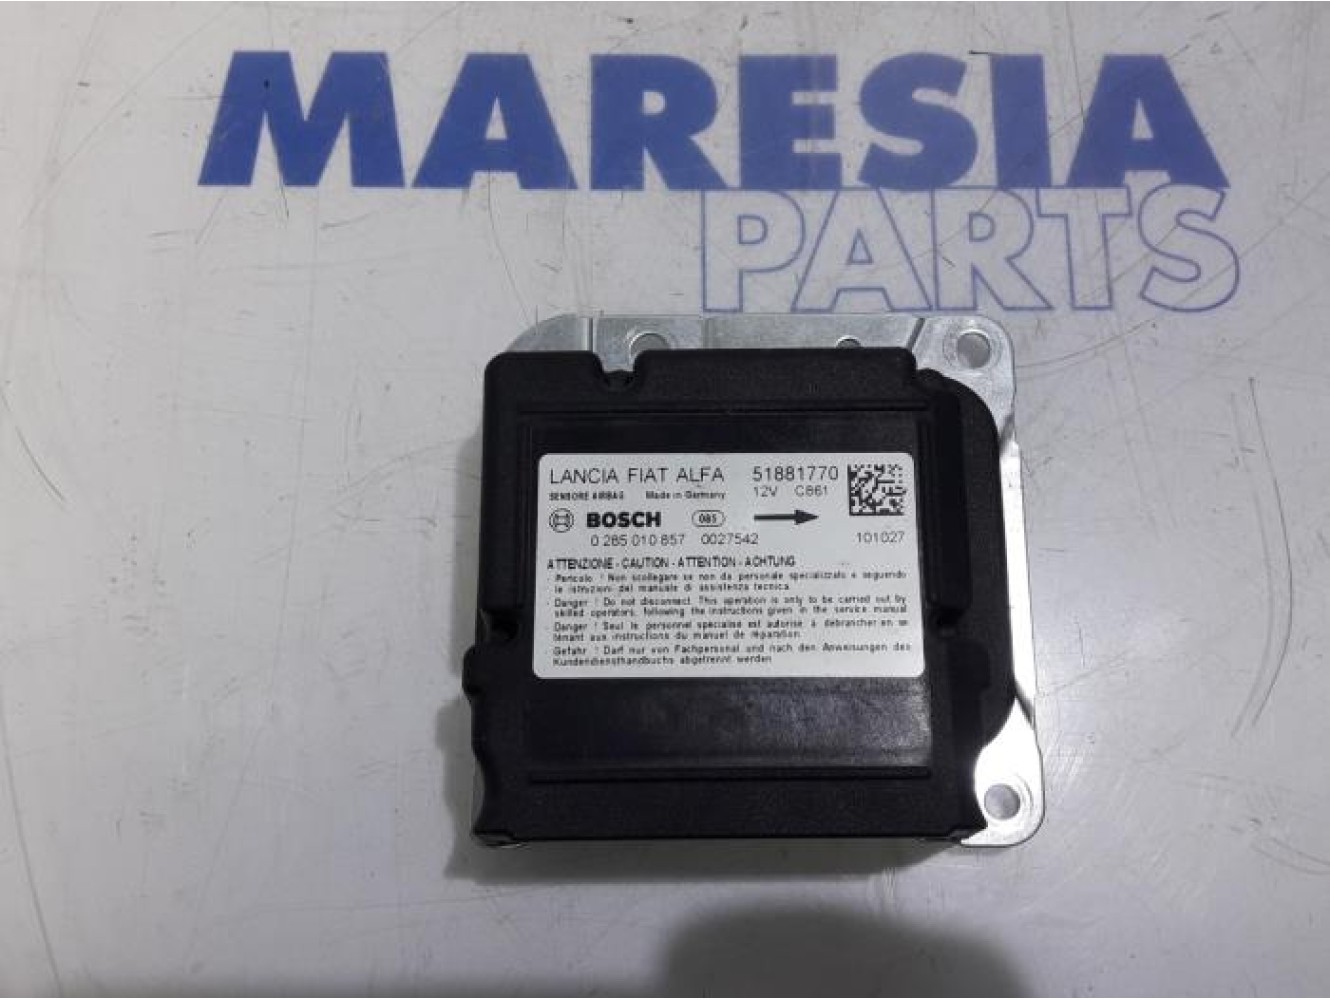 MARESIA
PARTS
LANCIA FIAT ALFA 51881770
SENSORE AIRBAG Made in Germany 12V C861
BOSCH 085
0 285 010 857 0027542 101027
ATTENZIONE - CAUTION - ATTENTION - ACHTUNG
- Pericolo ! Non scollegare se non da personale specializzato e seguendo
le istruzioni del manuale di assistenza tecnica.
- Danger ! Do not disconnect. This operation is only to be carried out by
skilled operators, following the instructions given in the service manual
- Danger ! Seul le personnel spécialisé est autorisé à débrancher en se
tenant aux instructions du manuel de réparation.
- Gefahr ! Darf nur von Fachpersonal und nach den Anweisungen des
Kundendiensthandbuchs abgetrennt werden